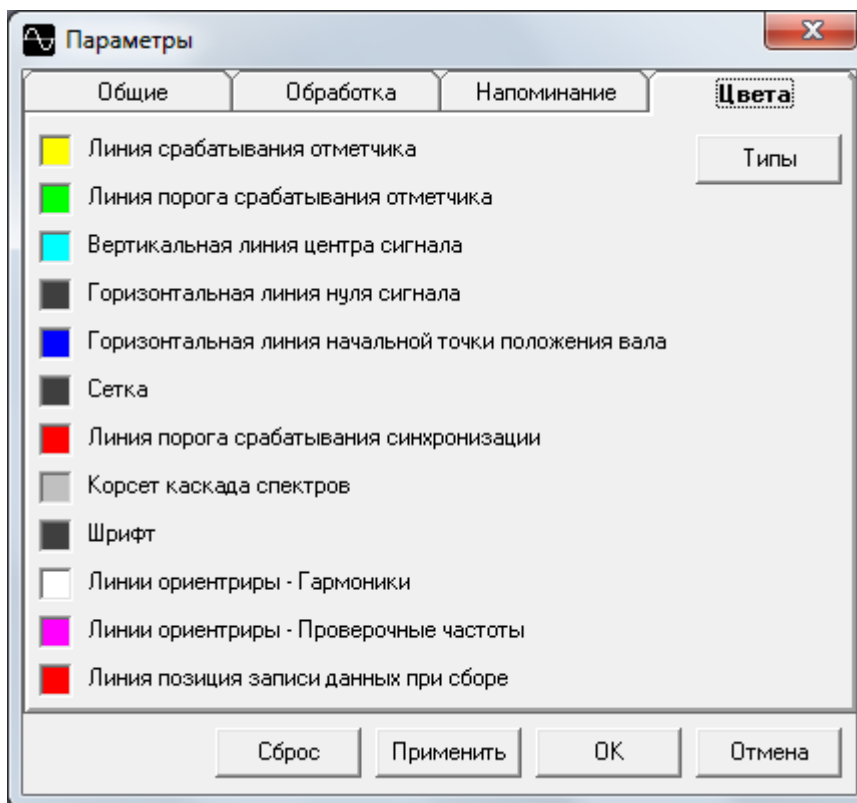 Параметры
Общие Обработка Напоминание Цвета
Линия срабатывания отметчика
Типы
Линия порога срабатывания отметчика
Вертикальная линия центра сигнала
Горизонтальная линия нуля сигнала
Горизонтальная линия начальной точки положения вала
Сетка
Линия порога срабатывания синхронизации
Корсет каскада спектров
Шрифт
Линии ориентриры - Гармоники
Линии ориентриры - Проверочные частоты
Линия позиция записи данных при сборе
Сброс Применить OK Отмена